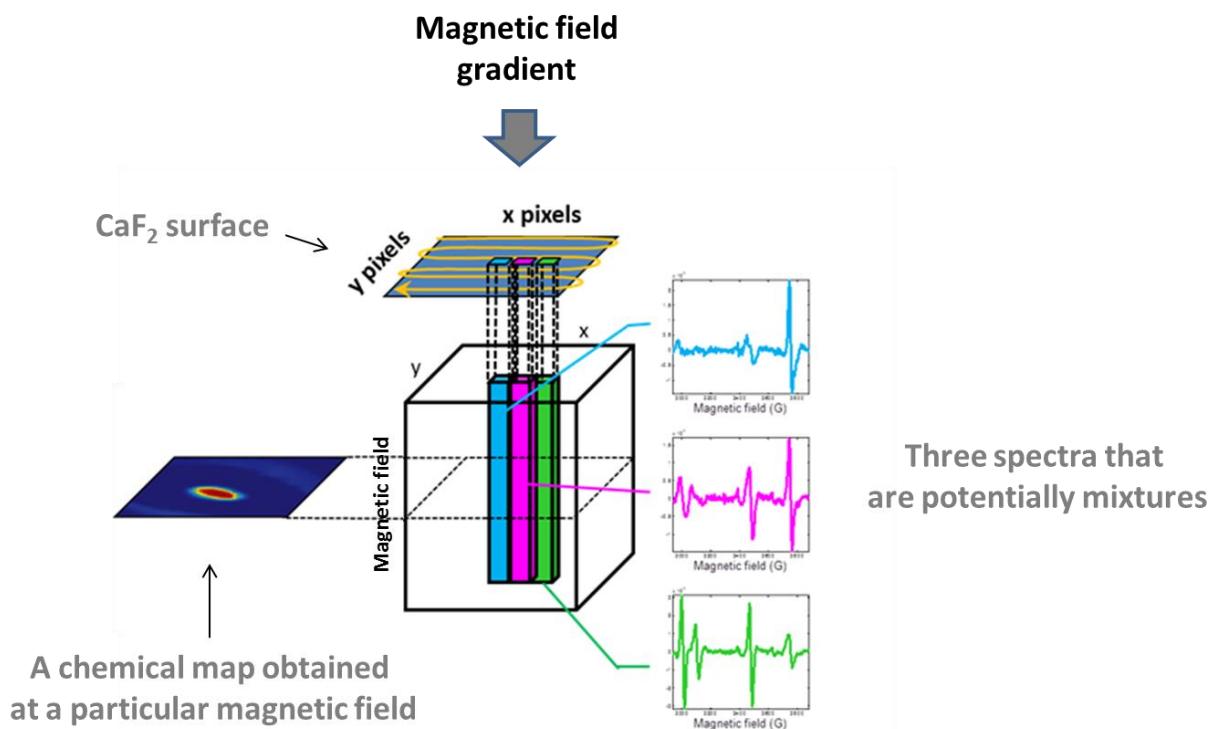 Magnetic field
gradient
CaF₂ surface
x pixels
y pixels
x
y
Magnetic field
Magnetic field (G)
Magnetic field (G)
Magnetic field (G)
Three spectra that
are potentially mixtures
A chemical map obtained
at a particular magnetic field